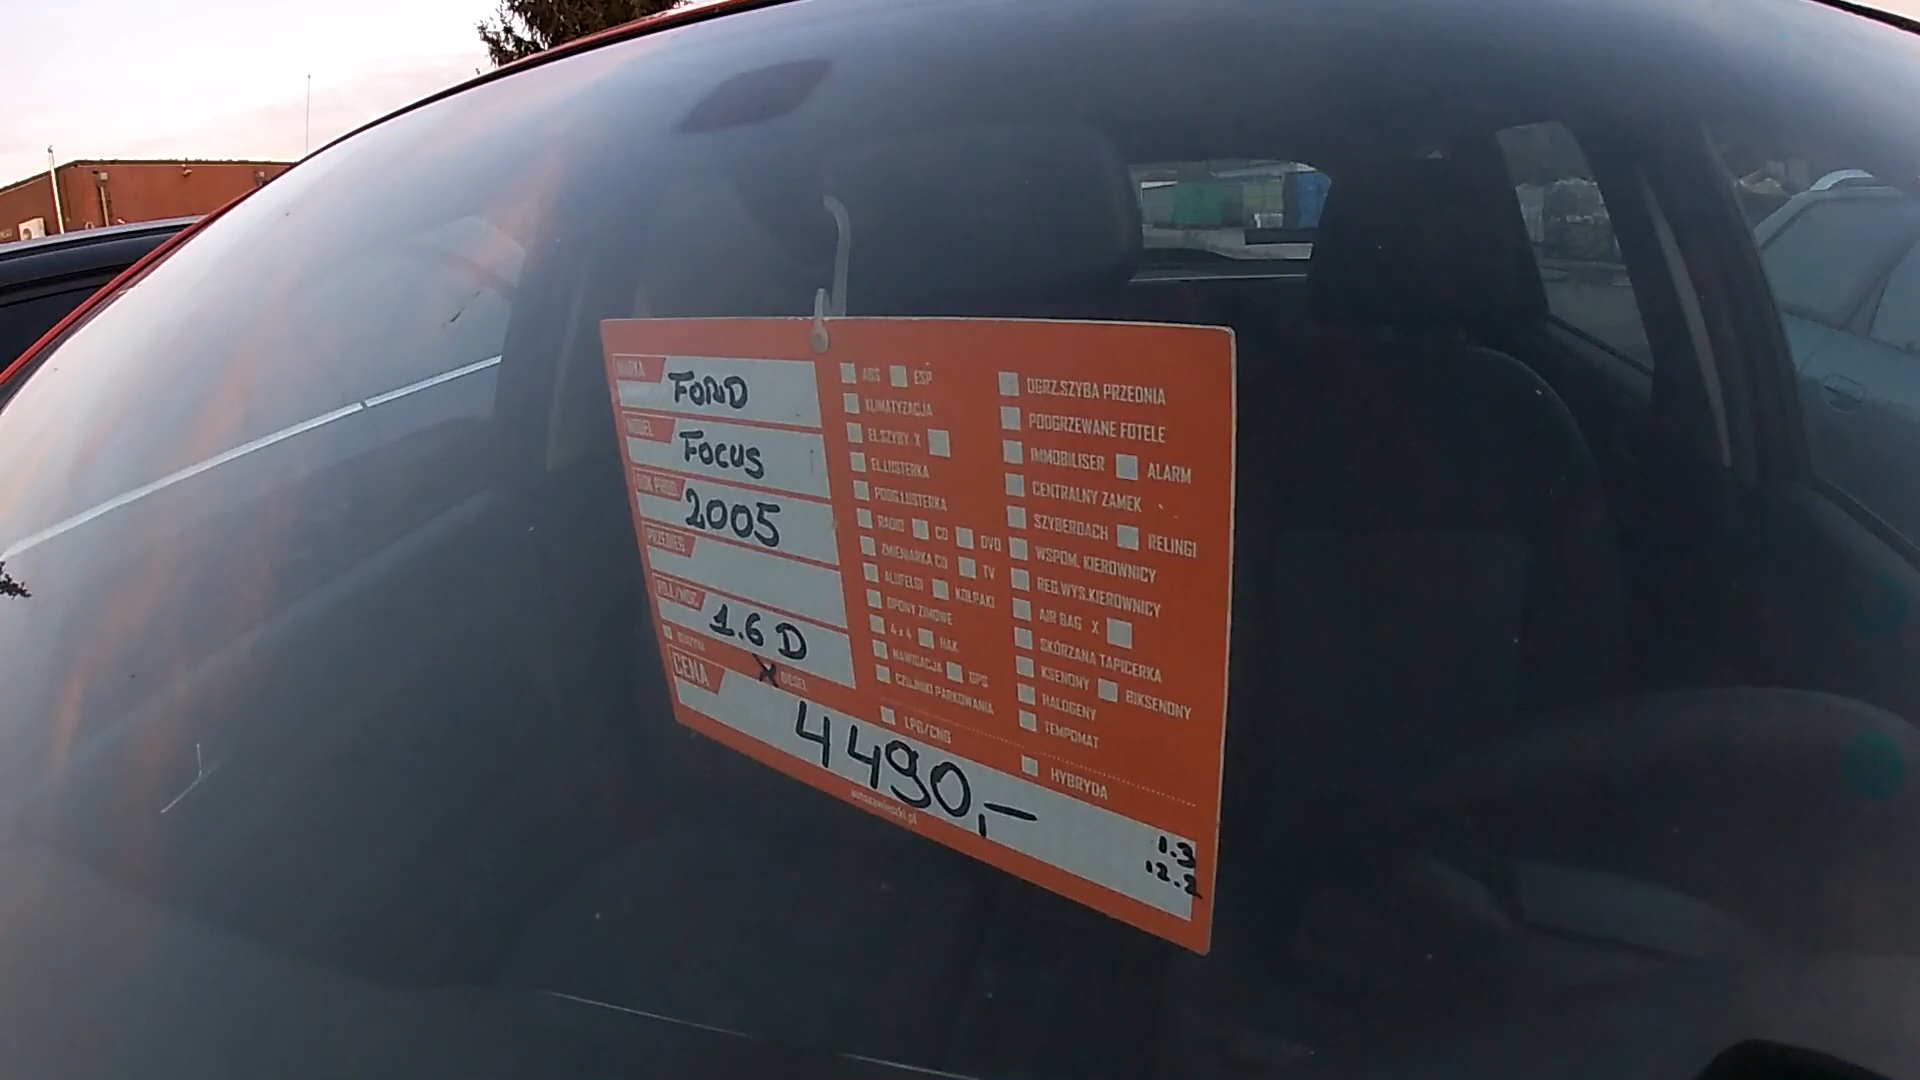 MARKA
FORD
MODEL
FOCUS
ROK PROD.
2005
PRZEBIEG
POJ./MOC
1.6 D
BENZYNA X DIESEL
CENA
4490,-
1.3
12.2
ABS ESP
KLIMATYZACJA
EL.SZYBY X
EL.LUSTERKA
PODG.LUSTERKA
RADIO CD DVD
ZMIENIARKA CD TV
ALUFELGI KOŁPAKI
OPONY ZIMOWE
4x4 HAK
NAWIGACJA GPS
CZUJNIKI PARKOWANIA
LPG/CNG
OGRZ.SZYBA PRZEDNIA
PODGRZEWANE FOTELE
IMMOBILISER ALARM
CENTRALNY ZAMEK
SZYBERDACH RELINGI
WSPOM. KIEROWNICY
REG.WYS.KIEROWNICY
AIR BAG X
SKÓRZANA TAPICERKA
KSENONY BIKSENONY
HALOGENY
TEMPOMAT
HYBRYDA